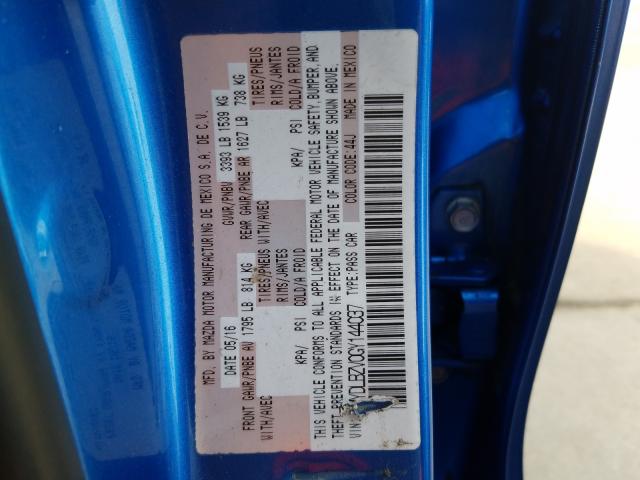 MFD. BY MAZDA MOTOR MANUFACTURING DE MEXICO S.A. DE C.V.
DATE 05/16 GVWR/PNBV 3393 LB 1539 KG
FRONT GAWR/PNBE AV 1795 LB 814 KG REAR GAWR/PNBE AR 1627 LB 738 KG
WITH/AVEC TIRES/PNEUS WITH/AVEC TIRES/PNEUS
RIMS/JANTES RIMS/JANTES
KPA/ PSI COLD/A FROID KPA/ PSI COLD/A FROID
THIS VEHICLE CONFORMS TO ALL APPLICABLE FEDERAL MOTOR VEHICLE SAFETY, BUMPER, AND
THEFT PREVENTION STANDARDS IN EFFECT ON THE DATE OF MANUFACTURE SHOWN ABOVE.
VIN: TYPE:PASS CAR COLOR CODE:44J MADE IN MEXICO